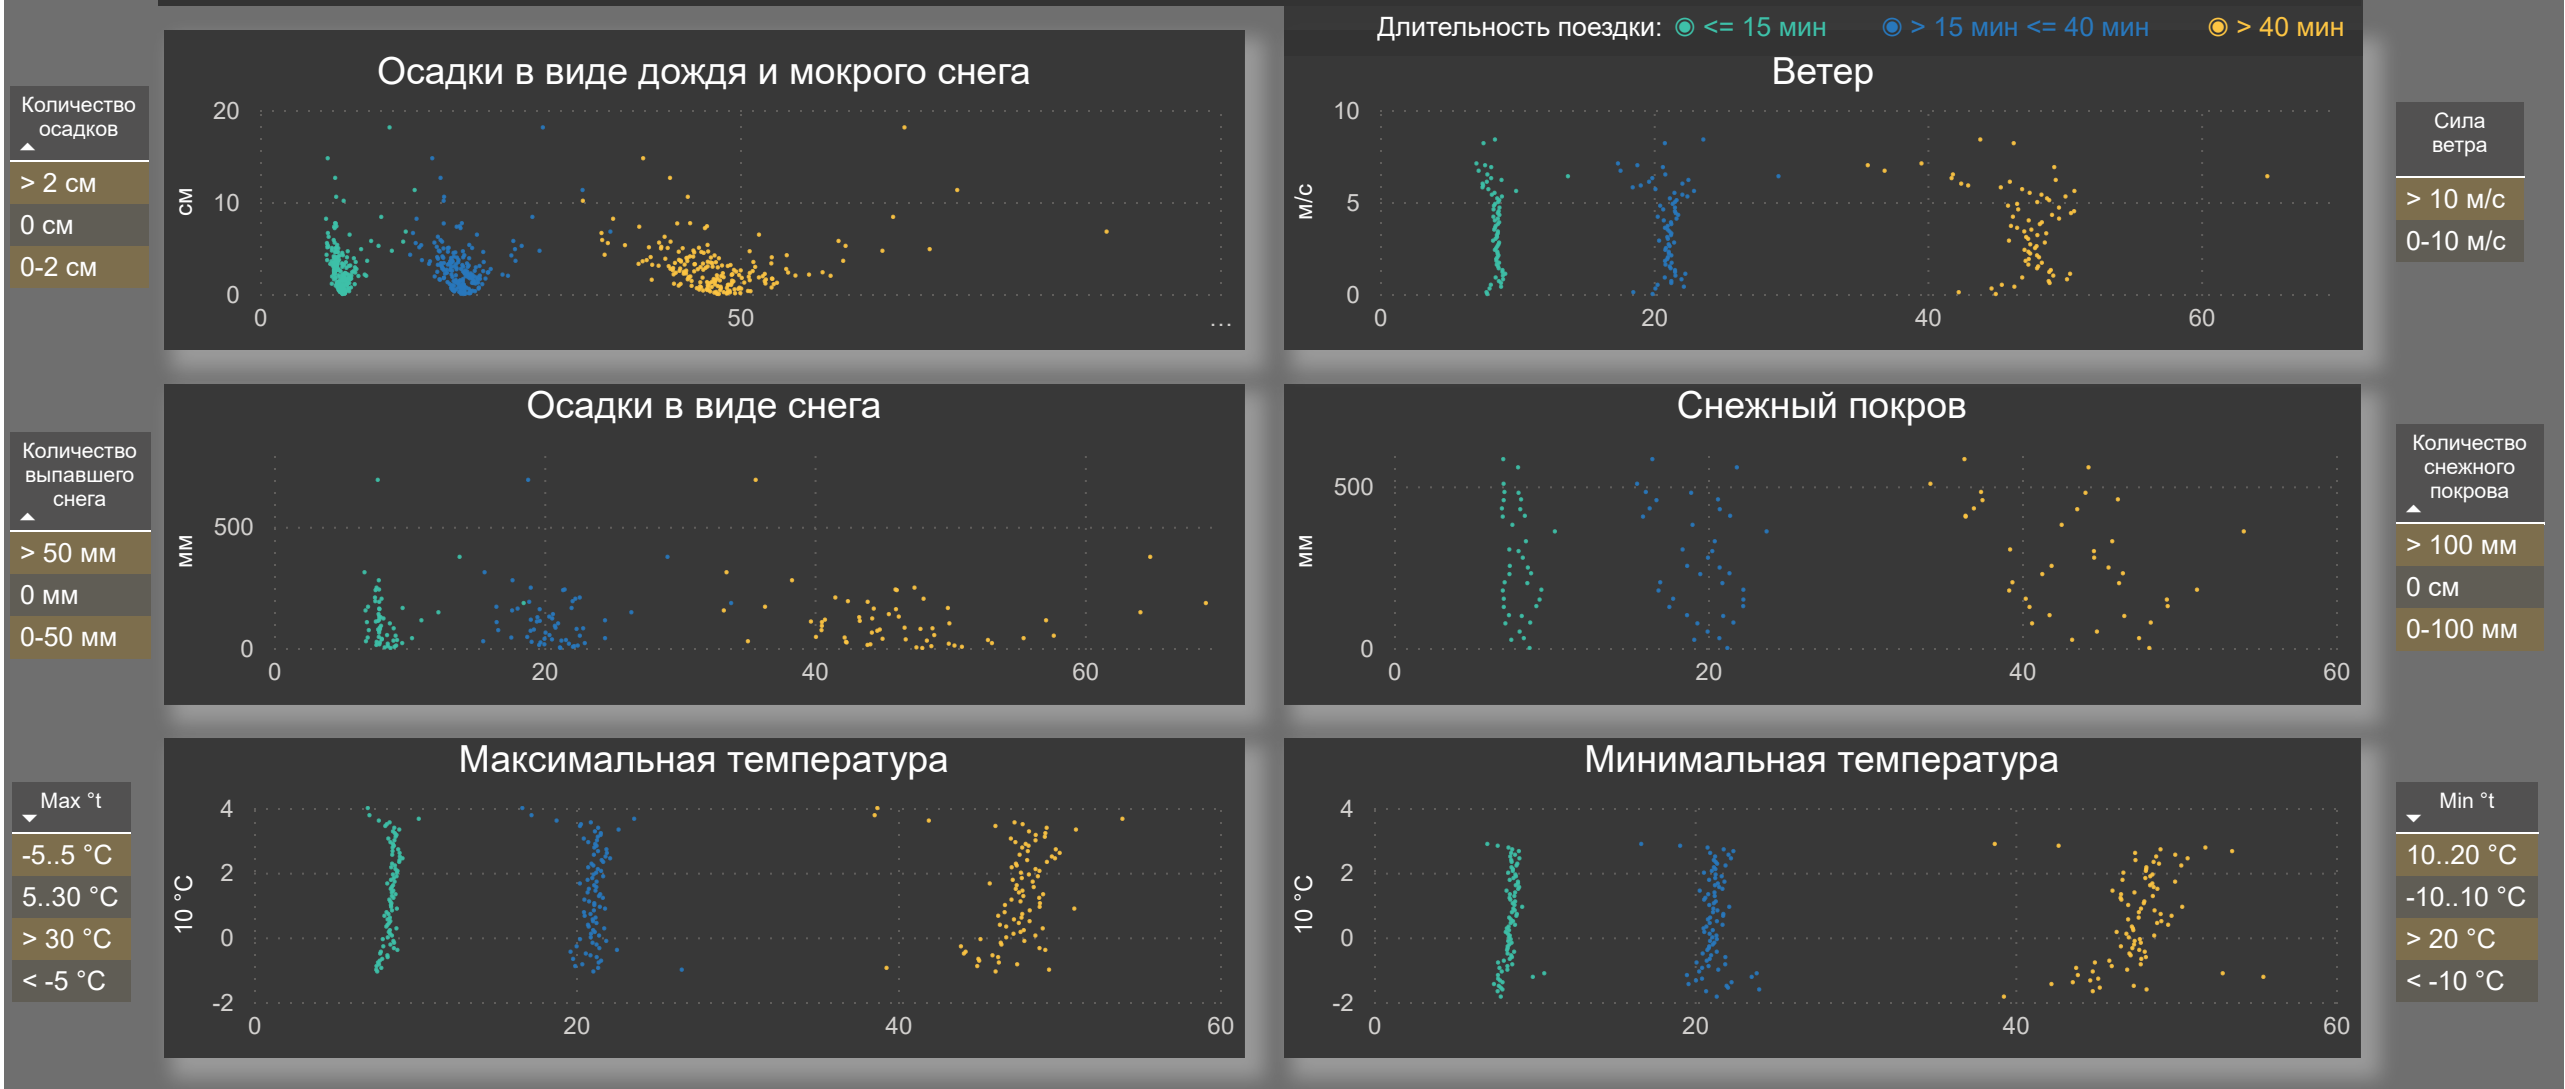 Длительность поездки: <= 15 мин > 15 мин <= 40 мин > 40 мин
Количество
осадков
> 2 см
0 см
0-2 см
Осадки в виде дождя и мокрого снега
см
20
10
0
0 50 ...
Ветер
м/с
10
5
0
0 20 40 60
Сила
ветра
> 10 м/с
0-10 м/с
Количество
выпавшего
снега
> 50 мм
0 мм
0-50 мм
Осадки в виде снега
мм
500
0
0 20 40 60
Снежный покров
мм
500
0
0 20 40 60
Количество
снежного
покрова
> 100 мм
0 см
0-100 мм
Max °t
-5..5 °C
5..30 °C
> 30 °C
< -5 °C
Максимальная температура
10 °C
4
2
0
-2
0 20 40 60
Минимальная температура
10 °C
4
2
0
-2
0 20 40 60
Min °t
10..20 °C
-10..10 °C
> 20 °C
< -10 °C